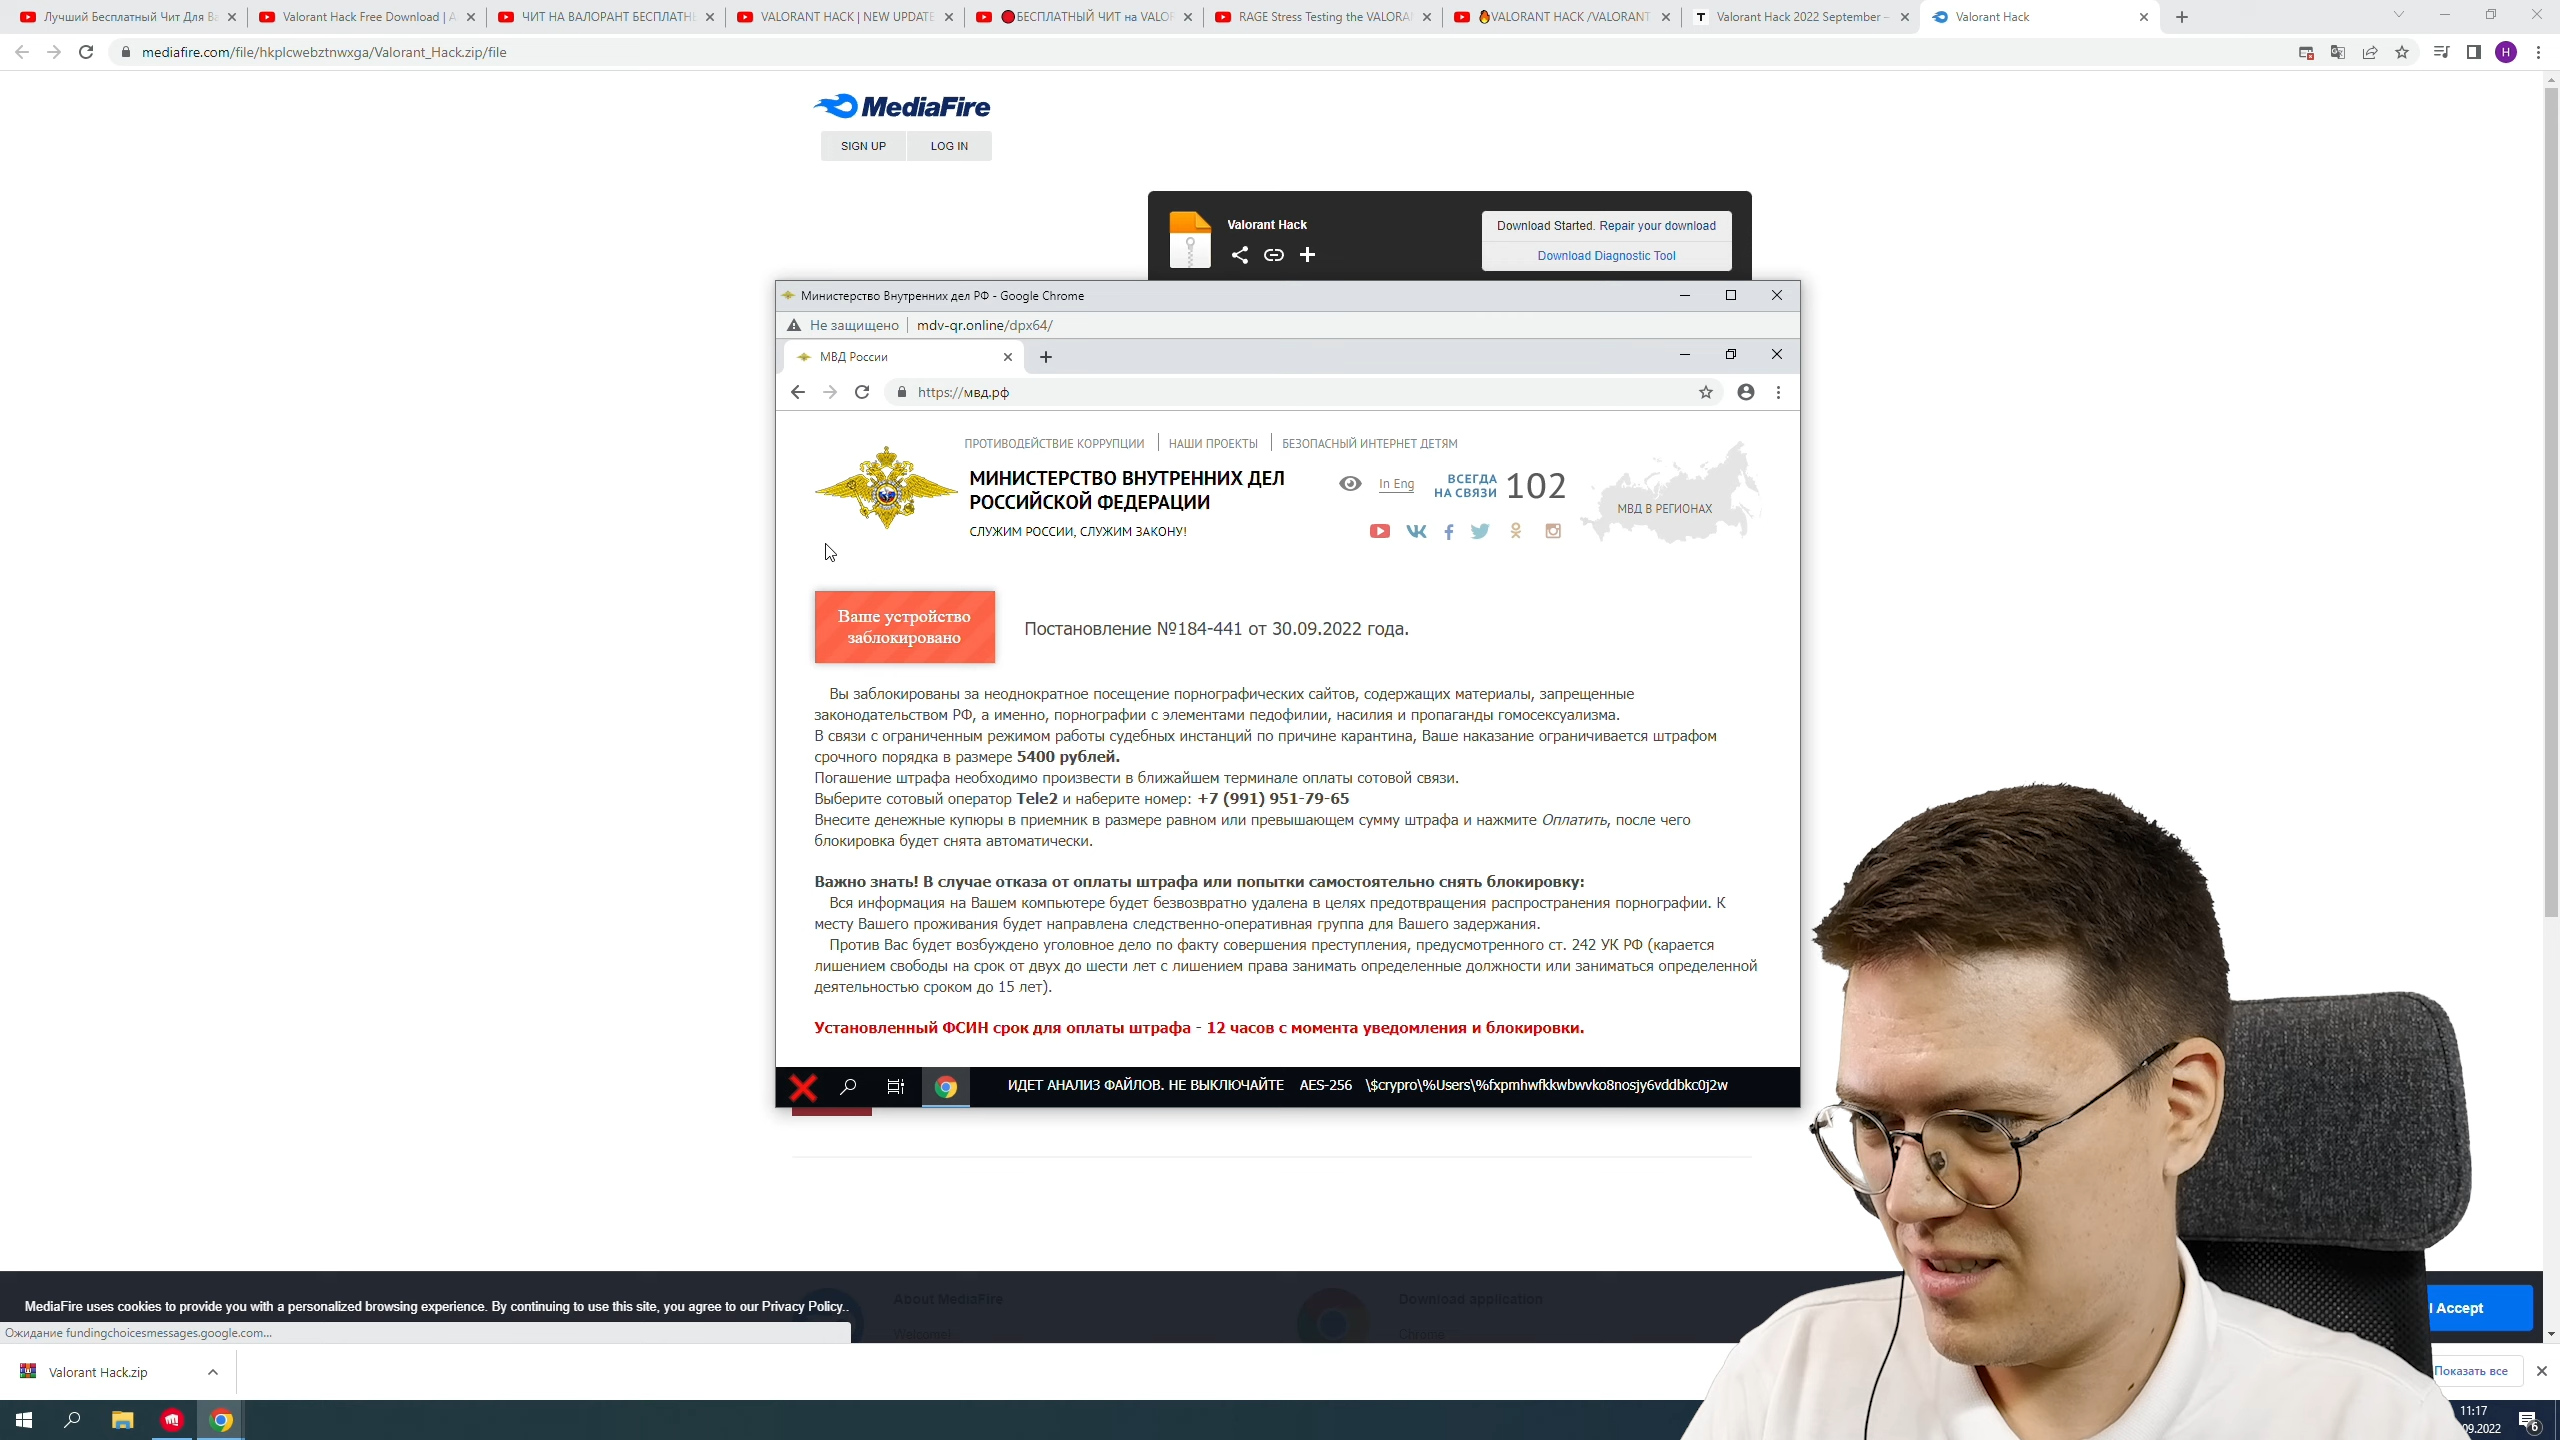 Лучший Бесплатный Чит Для Ва
Valorant Hack Free Download | A
ЧИТ НА ВАЛОРАНТ БЕСПЛАТН
VALORANT HACK | NEW UPDATE
БЕСПЛАТНЫЙ ЧИТ на VALOR
RAGE Stress Testing the VALORA
VALORANT HACK /VALORANT
Valorant Hack 2022 September –
Valorant Hack
mediafire.com/file/hkplcwebztnwxga/Valorant_Hack.zip/file
H
MediaFire
SIGN UP
LOG IN
Valorant Hack
Download Started. Repair your download
Download Diagnostic Tool
Министерство Внутренних дел РФ - Google Chrome
Не защищено
mdv-qr.online/dpx64/
МВД России
https://мвд.рф
ПРОТИВОДЕЙСТВИЕ КОРРУПЦИИ
НАШИ ПРОЕКТЫ
БЕЗОПАСНЫЙ ИНТЕРНЕТ ДЕТЯМ
МИНИСТЕРСТВО ВНУТРЕННИХ ДЕЛ
РОССИЙСКОЙ ФЕДЕРАЦИИ
СЛУЖИМ РОССИИ, СЛУЖИМ ЗАКОНУ!
In Eng
ВСЕГДА
НА СВЯЗИ
102
МВД В РЕГИОНАХ
Ваше устройство
заблокировано
Постановление №184-441 от 30.09.2022 года.
Вы заблокированы за неоднократное посещение порнографических сайтов, содержащих материалы, запрещенные
законодательством РФ, а именно, порнографии с элементами педофилии, насилия и пропаганды гомосексуализма.
В связи с ограниченным режимом работы судебных инстанций по причине карантина, Ваше наказание ограничивается штрафом
срочного порядка в размере 5400 рублей.
Погашение штрафа необходимо произвести в ближайшем терминале оплаты сотовой связи.
Выберите сотовый оператор Tele2 и наберите номер: +7 (991) 951-79-65
Внесите денежные купюры в приемник в размере равном или превышающем сумму штрафа и нажмите Оплатить, после чего
блокировка будет снята автоматически.
Важно знать! В случае отказа от оплаты штрафа или попытки самостоятельно снять блокировку:
Вся информация на Вашем компьютере будет безвозвратно удалена в целях предотвращения распространения порнографии. К
месту Вашего проживания будет направлена следственно-оперативная группа для Вашего задержания.
Против Вас будет возбуждено уголовное дело по факту совершения преступления, предусмотренного ст. 242 УК РФ (карается
лишением свободы на срок от двух до шести лет с лишением права занимать определенные должности или заниматься определенной
деятельностью сроком до 15 лет).
Установленный ФСИН срок для оплаты штрафа - 12 часов с момента уведомления и блокировки.
ИДЕТ АНАЛИЗ ФАЙЛОВ. НЕ ВЫКЛЮЧАЙТЕ AES-256 \$crypro\%Users\%fxpmhwfkkwbwvko8nosjy6vddbkc0j2w
About MediaFire
Download application
MediaFire uses cookies to provide you with a personalized browsing experience. By continuing to use this site, you agree to our Privacy Policy..
I Accept
Welcome!
Chrome
Ожидание fundingchoicesmessages.google.com...
Valorant Hack.zip
Показать все
11:17
09.2022
6